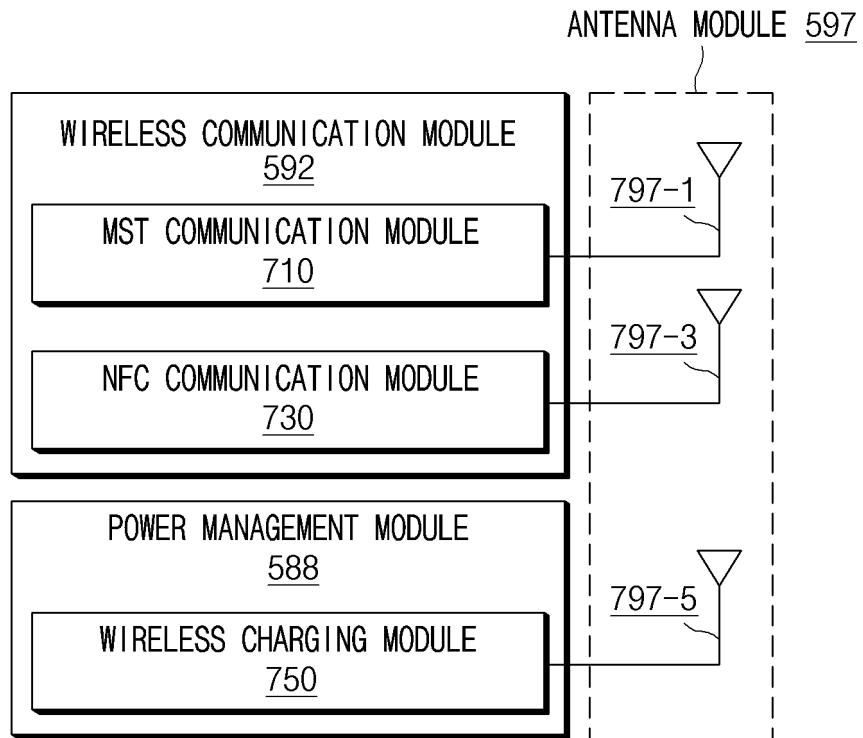 ANTENNA MODULE 597
WIRELESS COMMUNICATION MODULE
592
MST COMMUNICATION MODULE
710
797-1
NFC COMMUNICATION MODULE
730
797-3
POWER MANAGEMENT MODULE
588
WIRELESS CHARGING MODULE
750
797-5